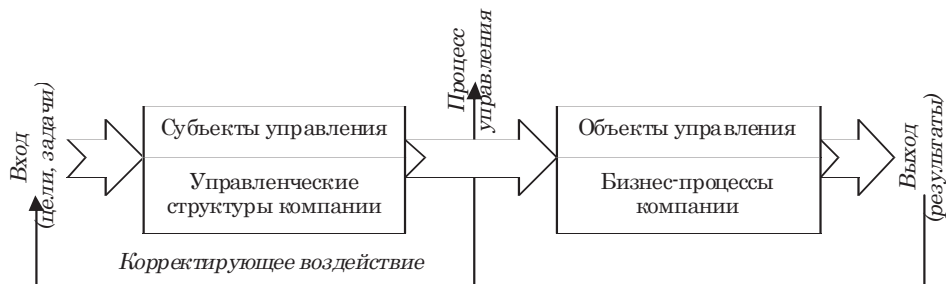 Вход
(цели, задачи)
Субъекты управления
Управленческие
структуры компании
Процесс
управления
Объекты управления
Бизнес-процессы
компании
Выход
(результаты)
Корректирующее воздействие